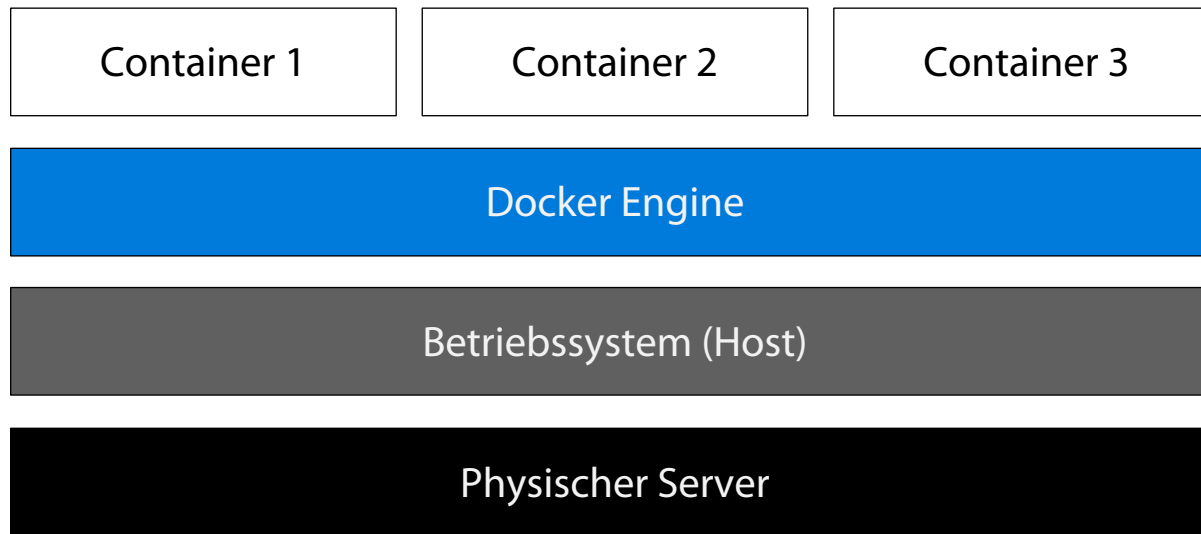 Container 1
Container 2
Container 3
Docker Engine
Betriebssystem (Host)
Physischer Server